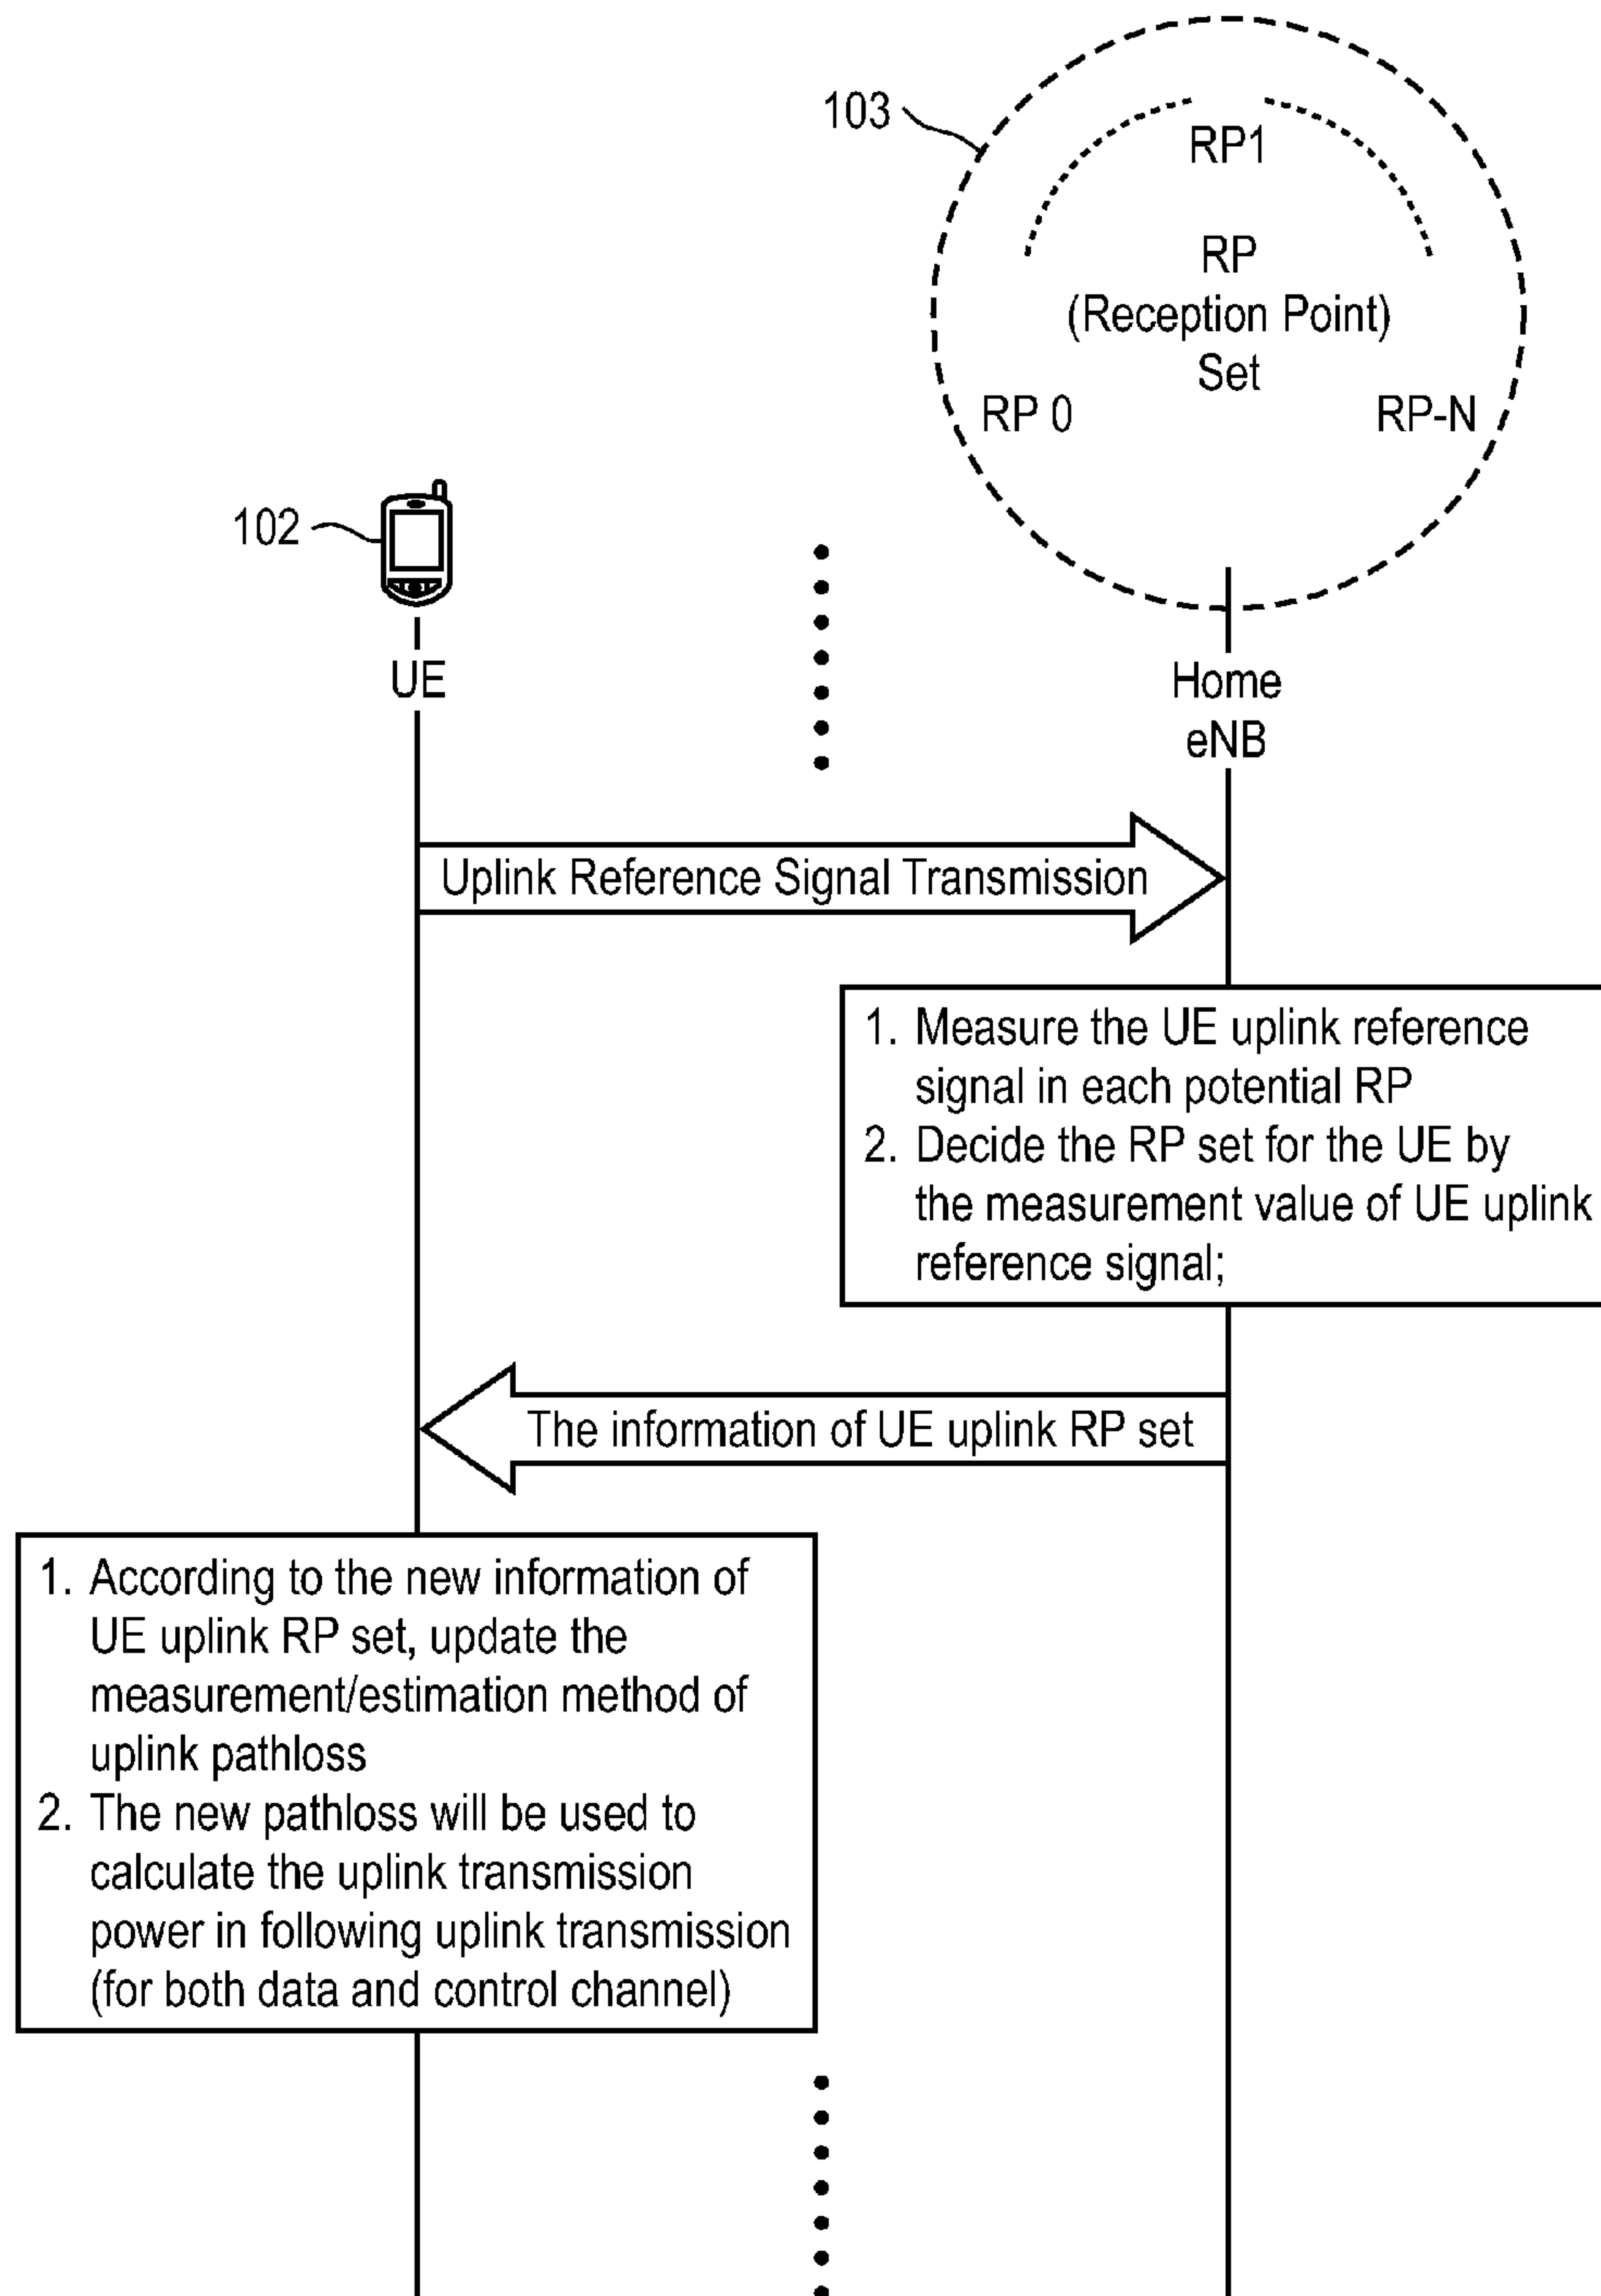 103
RP1
RP
(Reception Point)
Set
RP 0
RP-N
102
UE
Home
eNB
Uplink Reference Signal Transmission
1. Measure the UE uplink reference
signal in each potential RP
2. Decide the RP set for the UE by
the measurement value of UE uplink
reference signal;
The information of UE uplink RP set
1. According to the new information of
UE uplink RP set, update the
measurement/estimation method of
uplink pathloss
2. The new pathloss will be used to
calculate the uplink transmission
power in following uplink transmission
(for both data and control channel)